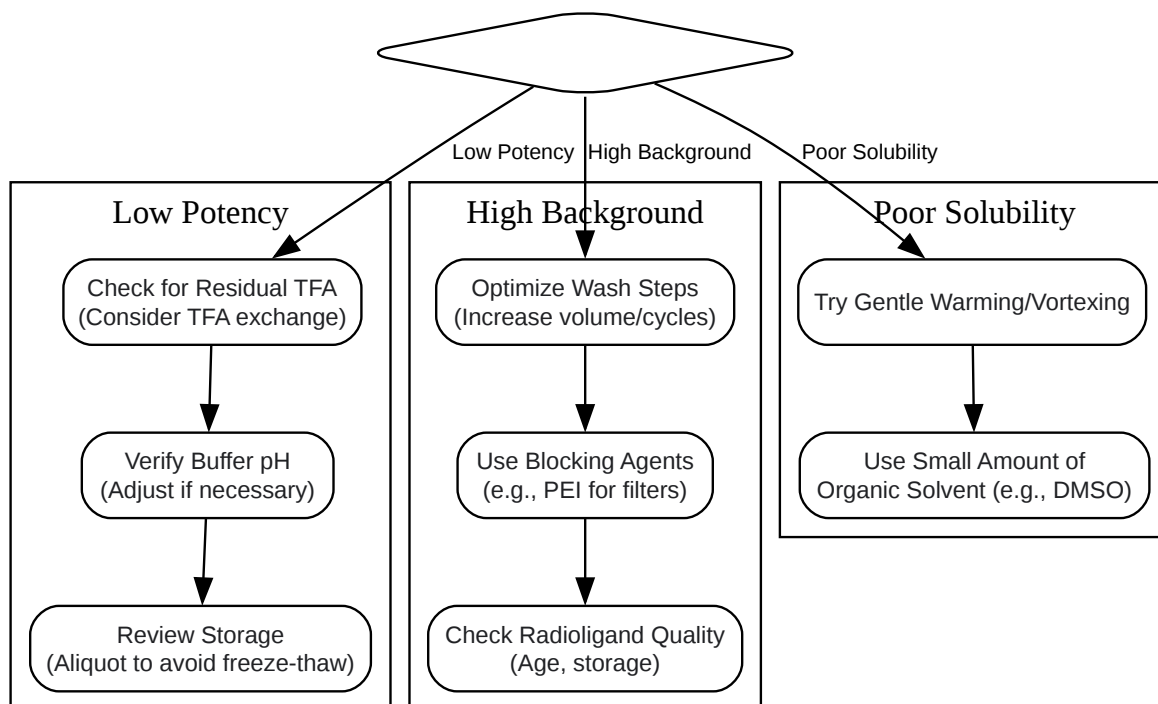 Low Potency
High Background
Poor Solubility
Low Potency
Check for Residual TFA
(Consider TFA exchange)
Verify Buffer pH
(Adjust if necessary)
Review Storage
(Aliquot to avoid freeze-thaw)
High Background
Optimize Wash Steps
(Increase volume/cycles)
Use Blocking Agents
(e.g., PEI for filters)
Check Radioligand Quality
(Age, storage)
Poor Solubility
Try Gentle Warming/Vortexing
Use Small Amount of
Organic Solvent (e.g., DMSO)